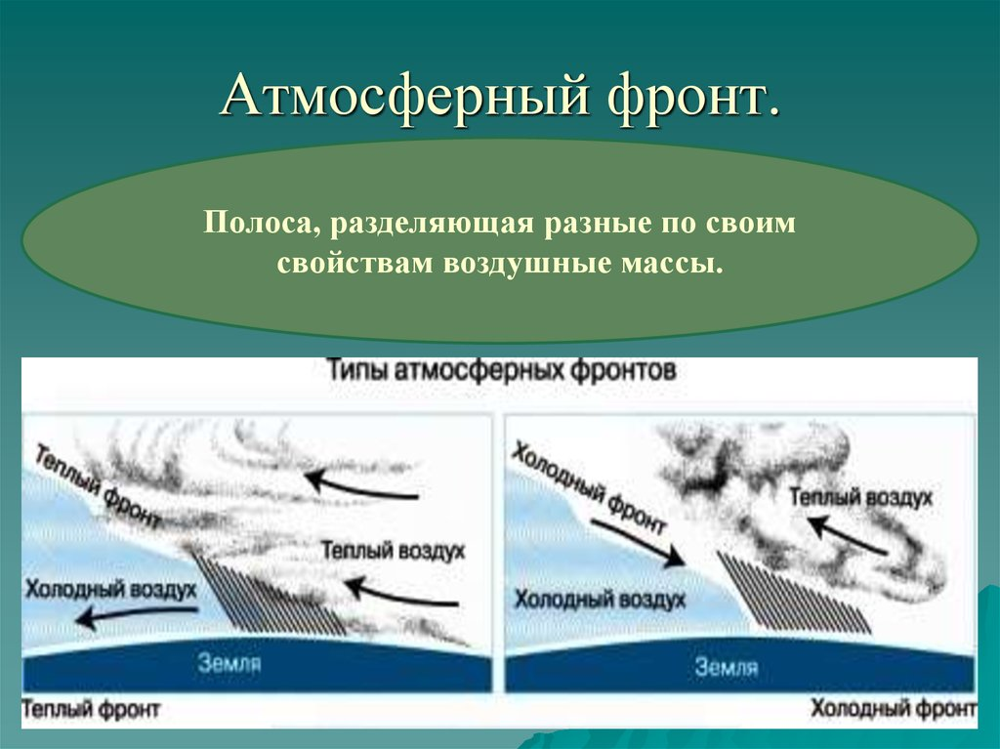 Атмосферный фронт.
Полоса, разделяющая разные по своим
свойствам воздушные массы.
Типы атмосферных фронтов
Теплый фронт
Теплый воздух
Холодный воздух
Земля
Теплый фронт
Холодный фронт
Теплый воздух
Холодный воздух
Земля
Холодный фронт